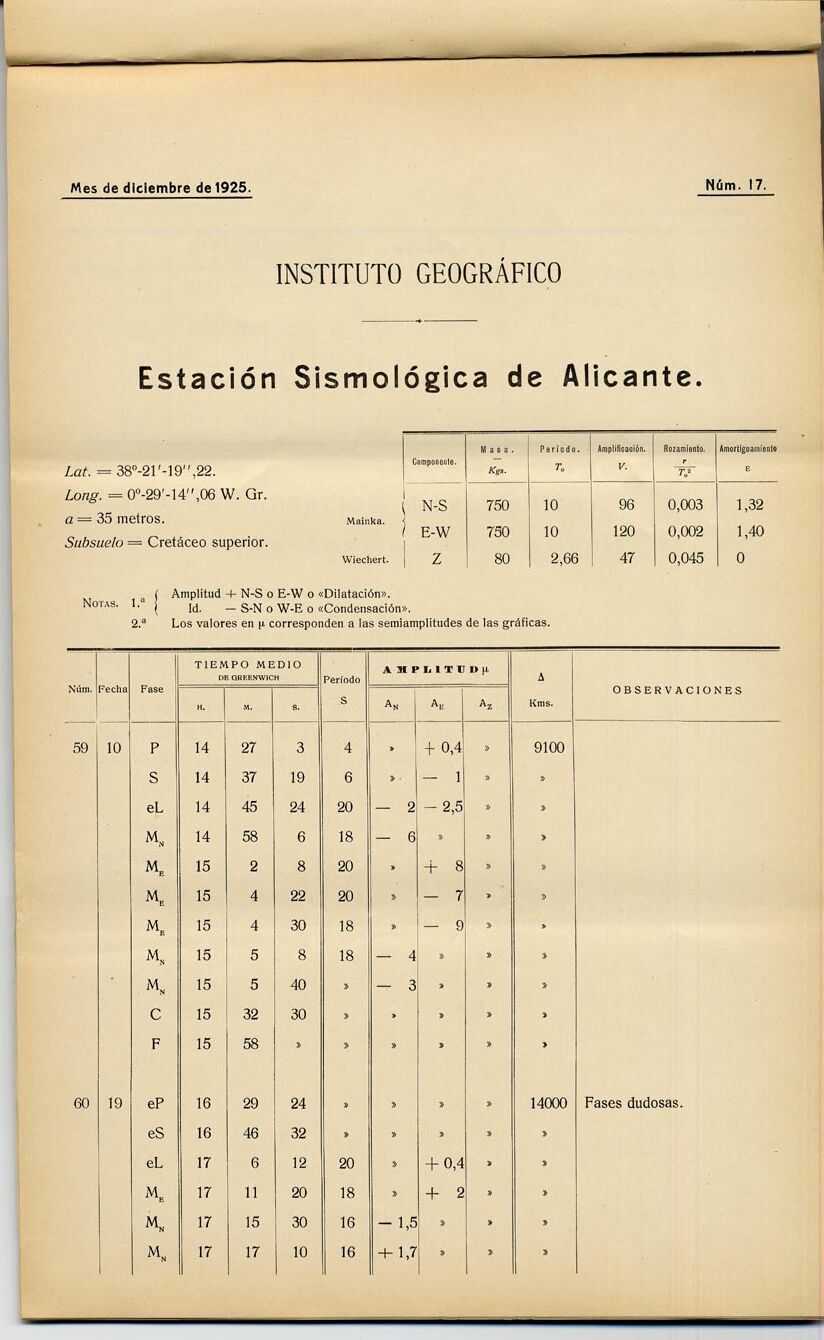 Mes de diciembre de 1925.
Núm. 17.
INSTITUTO GEOGRÁFICO
Estación Sismológica de Alicante.
Lat. = 38º-21'-19'',22.
Long. = 0º-29'-14'',06 W. Gr.
a = 35 metros.
Subsuelo = Cretáceo superior.
Componente. Masa. Kgs. Periodo. T₀ Amplificación. V. Rozamiento. r/T₀² Amortiguamiento ε
Mainka. N-S 750 10 96 0,003 1,32
E-W 750 10 120 0,002 1,40
Wiechert. Z 80 2,66 47 0,045 0
NOTAS. 1.ª Amplitud + N-S o E-W o «Dilatación».
Id. — S-N o W-E o «Condensación».
2.ª Los valores en µ corresponden a las semiamplitudes de las gráficas.
Núm. Fecha Fase TIEMPO MEDIO DE GREENWICH Período S AMPLITUD µ Δ Kms. OBSERVACIONES
H. M. S. A_N A_E A_Z
59 10 P 14 27 3 4 » + 0,4 » 9100
S 14 37 19 6 » — 1 » »
eL 14 45 24 20 — 2 — 2,5 » »
M_N 14 58 6 18 — 6 » » »
M_E 15 2 8 20 » + 8 » »
M_E 15 4 22 20 » — 7 » »
M_E 15 4 30 18 » — 9 » »
M_N 15 5 8 18 — 4 » » »
M_N 15 5 40 » — 3 » » »
C 15 32 30 » » » » »
F 15 58 » » » » » »
60 19 eP 16 29 24 » » » » 14000 Fases dudosas.
eS 16 46 32 » » » » »
eL 17 6 12 20 » + 0,4 » »
M_E 17 11 20 18 » + 2 » »
M_N 17 15 30 16 — 1,5 » » »
M_N 17 17 10 16 + 1,7 » » »